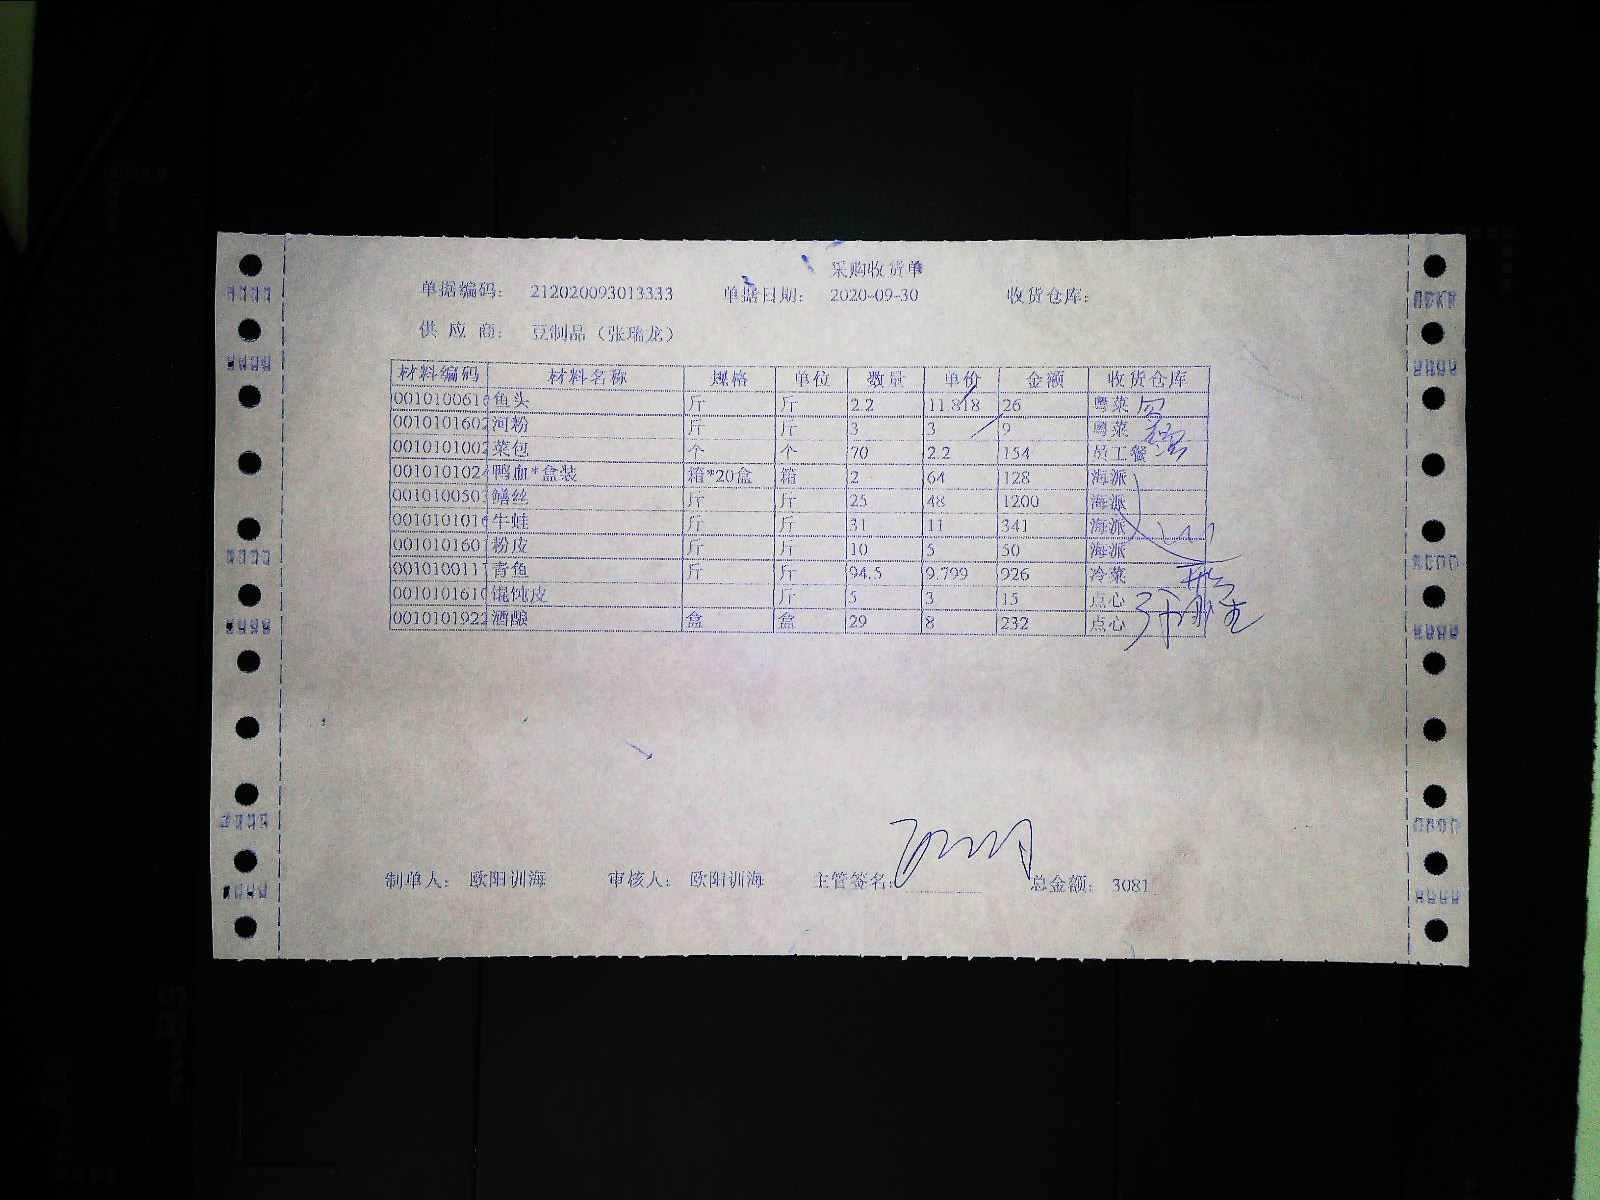 采购收货单
单据编码: 212020093013333 单据日期: 2020-09-30 收货仓库:
供 应 商: 豆制品（张瑞龙）
材料编码 材料名称 规格 单位 数量 单价 金额 收货仓库
001010061 鱼头 斤 斤 2.2 11.818 26 粤菜
0010101602 河粉 斤 斤 3 3 9 粤菜
0010101002 菜包 个 个 70 2.2 154 员工餐
001010102 鸭血*盒装 箱*20盒 箱 2 64 128 海派
001010050 鳝丝 斤 斤 25 48 1200 海派
001010101 牛蛙 斤 斤 31 11 341 海派
001010160 粉皮 斤 斤 10 5 50 海派
001010011 青鱼 斤 斤 94.5 9.799 926 冷菜
001010161 馄饨皮 斤 5 3 15 点心
0010101922 酒酿 盒 盒 29 8 232 点心
制单人: 欧阳训海 审核人: 欧阳训海 主管签名: 总金额: 3081